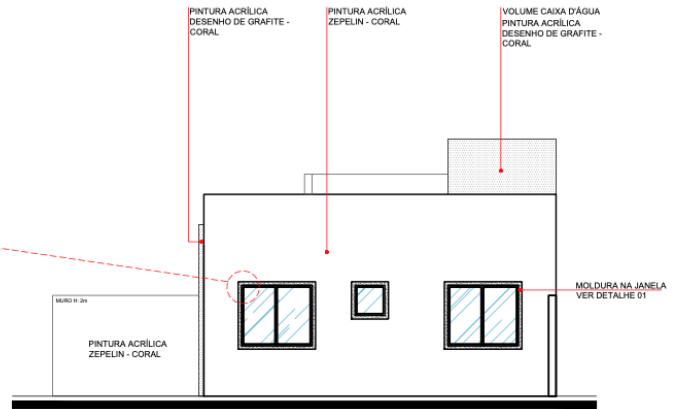 PINTURA ACRÍLICA
DESENHO DE GRAFITE -
CORAL
PINTURA ACRÍLICA
ZEPELIN - CORAL
VOLUME CAIXA D'ÁGUA
PINTURA ACRÍLICA
DESENHO DE GRAFITE -
CORAL
MOLDURA NA JANELA
VER DETALHE 01
MURO H: 2m
PINTURA ACRÍLICA
ZEPELIN - CORAL